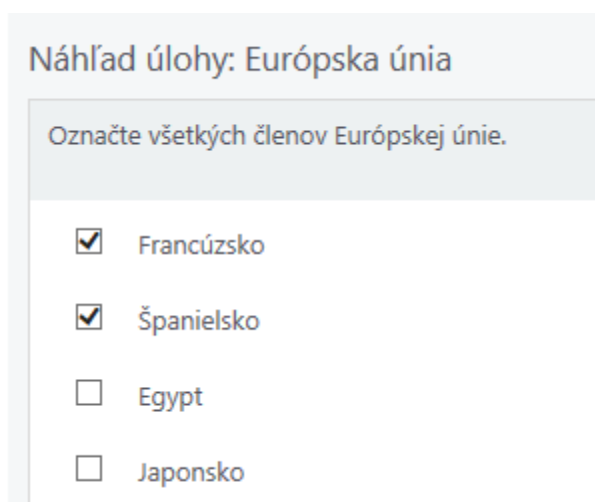 Náhľad úlohy: Európska únia
Označte všetkých členov Európskej únie.
Francúzsko
Španielsko
Egypt
Japonsko